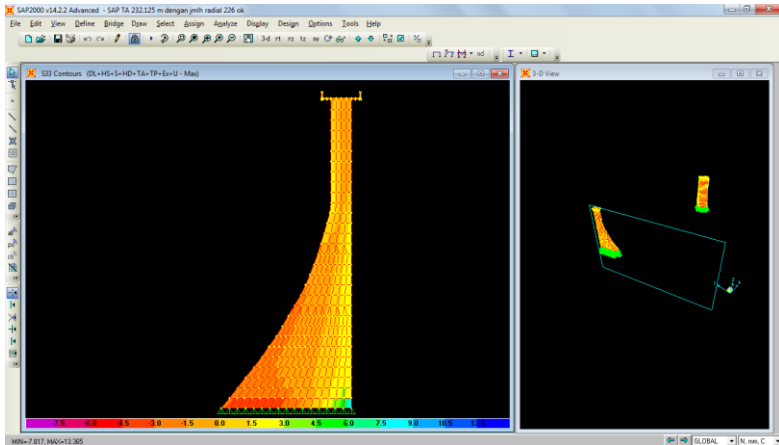 SAP2000 v14.2.2 Advanced - SAP TA 232.125 m dengan jmlh radial 226 ok
File Edit View Define Bridge Draw Select Assign Analyze Display Design Options Tools Help
3-d
nd
S33 Contours (DL+HS+S+HD+TA+TP+Ex+U - Max)
3-D View
-7.5 -6.0 -4.5 -3.0 -1.5 0.0 1.5 3.0 4.5 6.0 7.5 9.0 10.5 12.0
MIN=-7.817, MAX=13.365
GLOBAL
N, mm, C